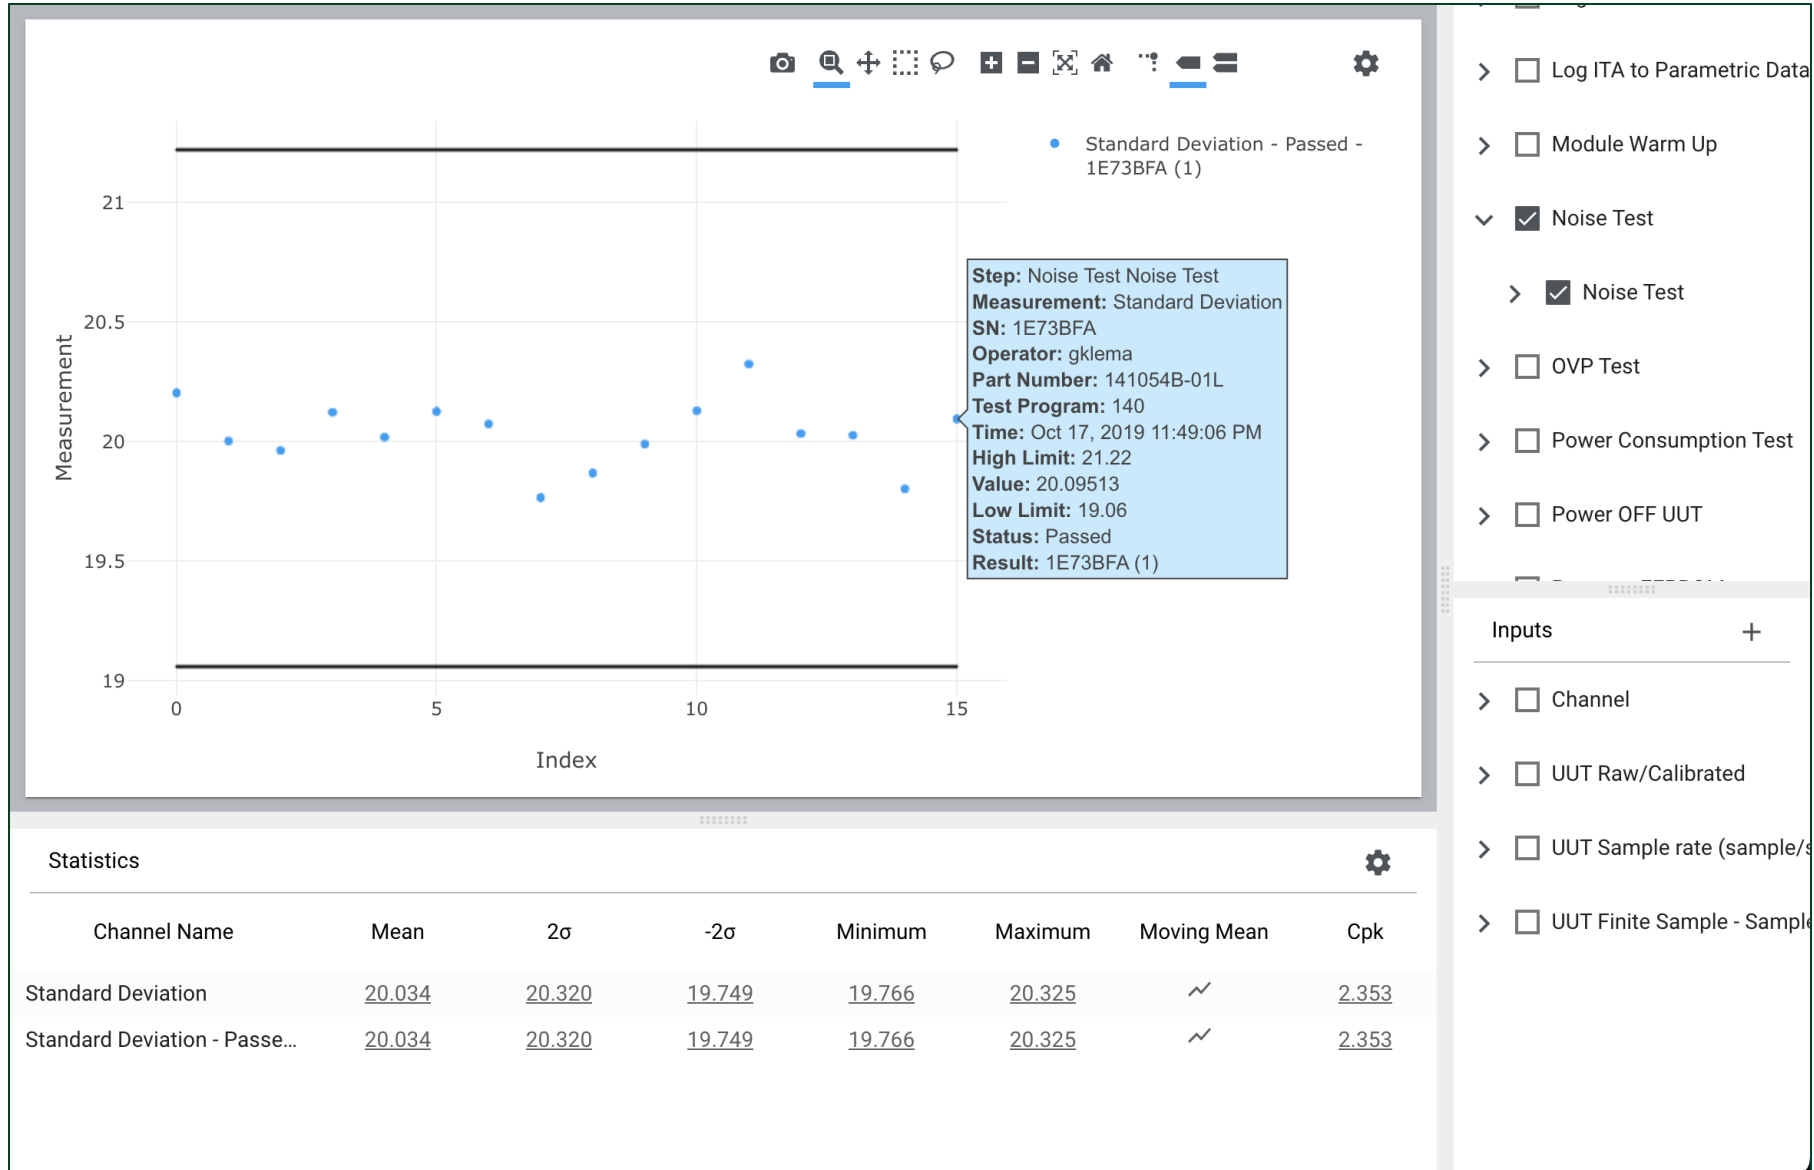 Standard Deviation - Passed -
1E73BFA (1)
21
20.5
20
19.5
19
Measurement
0 5 10 15
Index
Step: Noise Test Noise Test
Measurement: Standard Deviation
SN: 1E73BFA
Operator: gklema
Part Number: 141054B-01L
Test Program: 140
Time: Oct 17, 2019 11:49:06 PM
High Limit: 21.22
Value: 20.09513
Low Limit: 19.06
Status: Passed
Result: 1E73BFA (1)
Statistics
Channel Name Mean 2σ -2σ Minimum Maximum Moving Mean Cpk
Standard Deviation 20.034 20.320 19.749 19.766 20.325 2.353
Standard Deviation - Passe... 20.034 20.320 19.749 19.766 20.325 2.353
Log ITA to Parametric Data
Module Warm Up
Noise Test
Noise Test
OVP Test
Power Consumption Test
Power OFF UUT
Inputs
Channel
UUT Raw/Calibrated
UUT Sample rate (sample/s
UUT Finite Sample - Sample